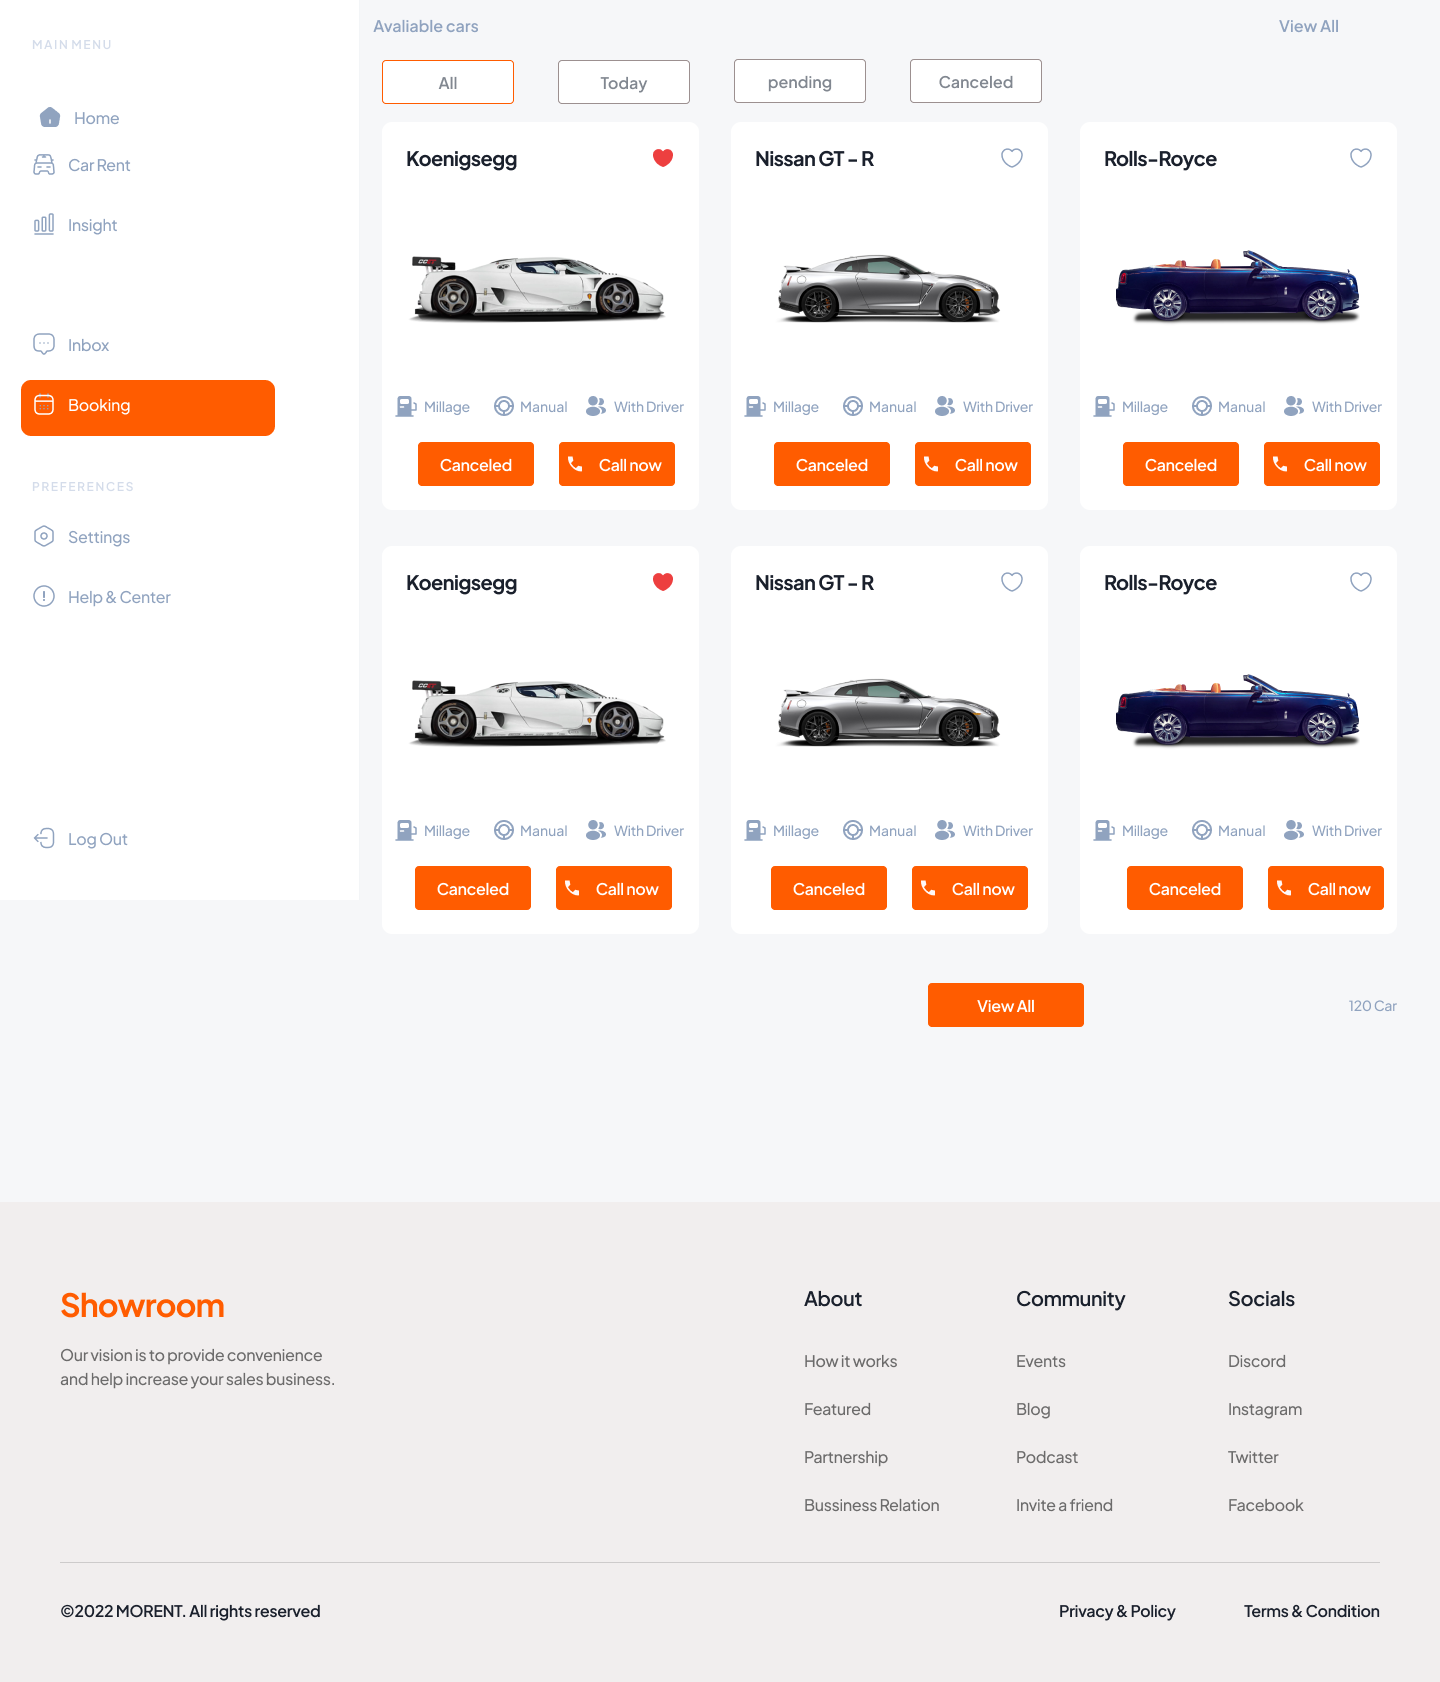 MAIN MENU
Home
Car Rent
Insight
Inbox
Booking
PREFERENCES
Settings
Help & Center
Log Out
Avaliable cars
View All
All
Today
pending
Canceled
Koenigsegg
Nissan GT - R
Rolls-Royce
Millage
Manual
With Driver
Millage
Manual
With Driver
Millage
Manual
With Driver
Canceled
Call now
Canceled
Call now
Canceled
Call now
Koenigsegg
Nissan GT - R
Rolls-Royce
Millage
Manual
With Driver
Millage
Manual
With Driver
Millage
Manual
With Driver
Canceled
Call now
Canceled
Call now
Canceled
Call now
View All
120 Car
Showroom
Our vision is to provide convenience
and help increase your sales business.
About
How it works
Featured
Partnership
Bussiness Relation
Community
Events
Blog
Podcast
Invite a friend
Socials
Discord
Instagram
Twitter
Facebook
©2022 MORENT. All rights reserved
Privacy & Policy
Terms & Condition